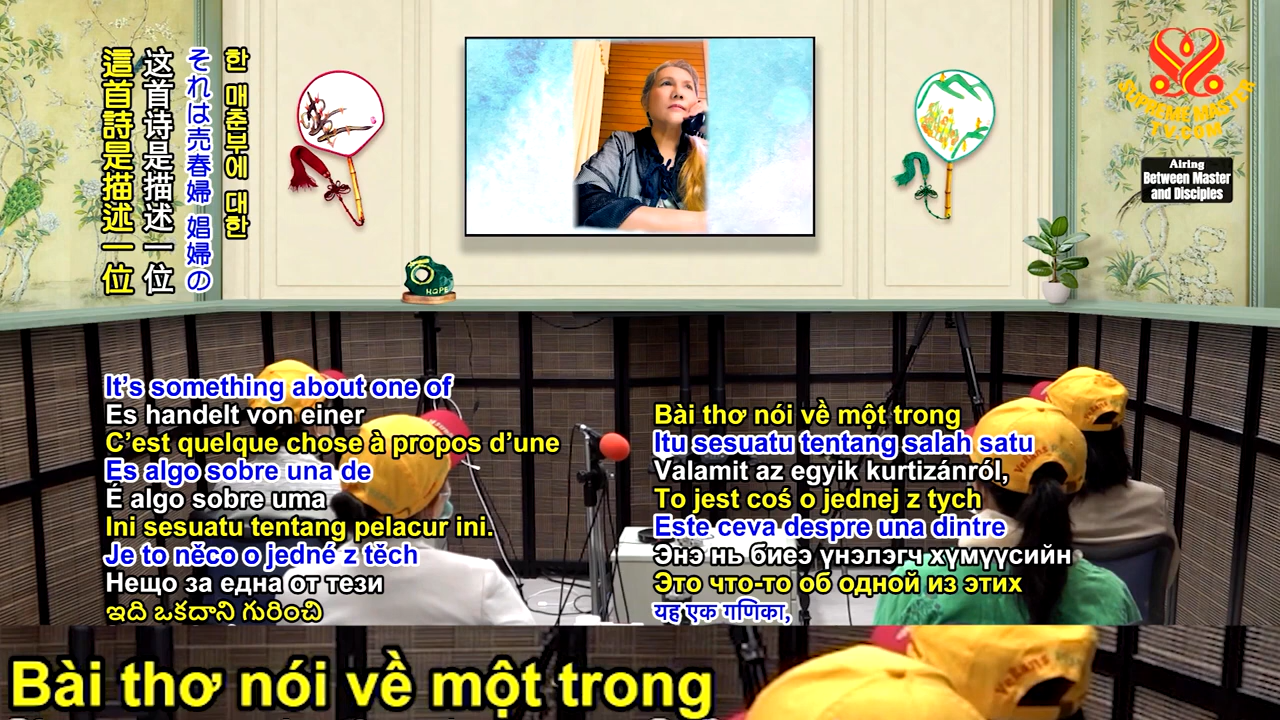 한 매춘부에 대한
それは売春婦 娼婦の
这首诗是描述一位
這首詩是描述一位
SUPREME MASTER
TV.COM
Airing
Between Master
and Disciples
HOPE
It's something about one of
Es handelt von einer
C'est quelque chose à propos d'une
Es algo sobre una de
É algo sobre uma
Ini sesuatu tentang pelacur ini.
Je to něco o jedné z těch
Нещо за една от тези
ఇది ఒకదాని గురించి
Bài thơ nói về một trong
Itu sesuatu tentang salah satu
Valamit az egyik kurtizánról,
To jest coś o jednej z tych
Este ceva despre una dintre
Энэ нь биеэ үнэлэгч хүмүүсийн
Это что-то об одной из этих
यह एक गणिका,
Bài thơ nói về một trong